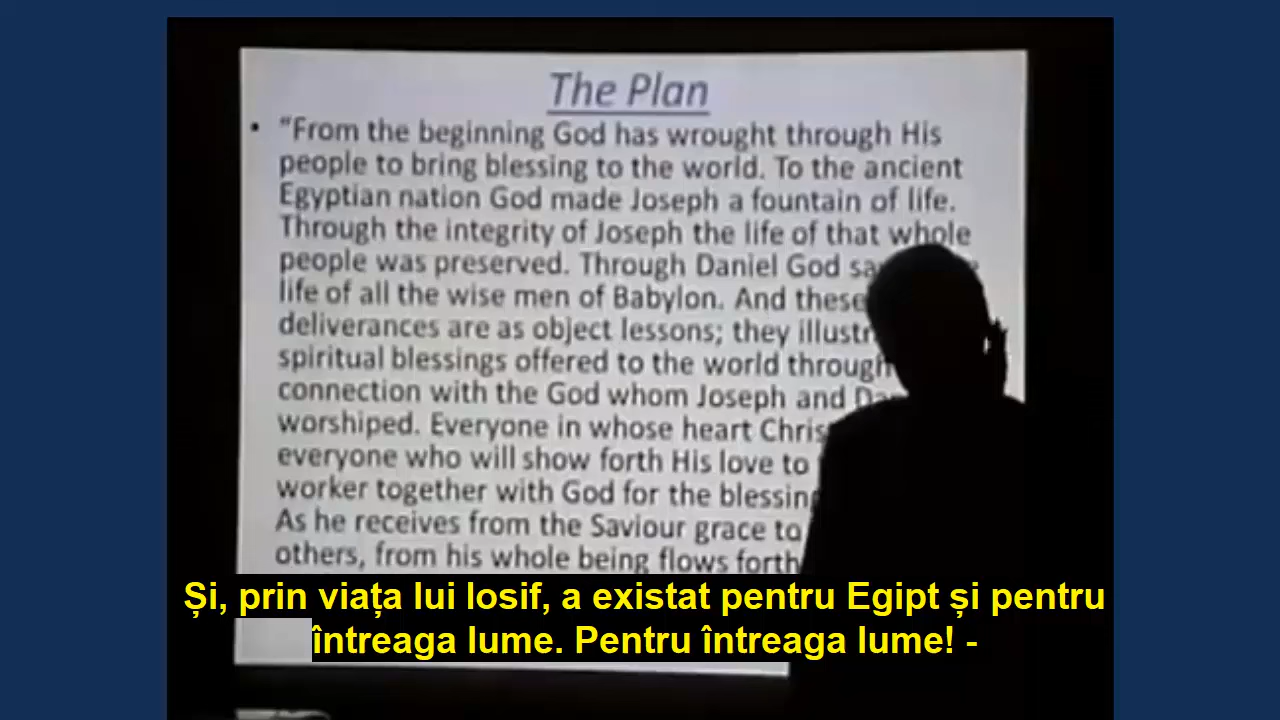 The Plan
• "From the beginning God has wrought through His
people to bring blessing to the world. To the ancient
Egyptian nation God made Joseph a fountain of life.
Through the integrity of Joseph the life of that whole
people was preserved. Through Daniel God
life of all the wise men of Babylon. And these
deliverances are as object lessons; they
spiritual blessings offered to the world through
connection with the God whom Joseph and
worshiped. Everyone in whose heart
everyone who will show forth His love to
worker together with God for the
As he receives from the Saviour grace to
others, from his whole being flows forth
Și, prin viața lui Iosif, a existat pentru Egipt și pentru
întreaga lume. Pentru întreaga lume! -